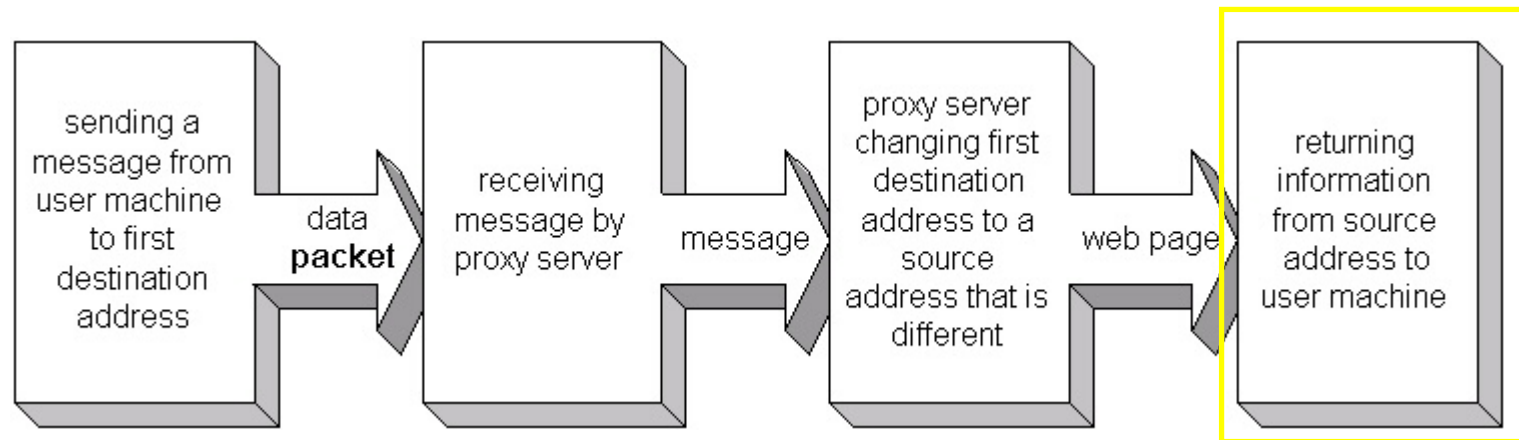 sending a
message from
user machine
to first
destination
address
data
packet
receiving
message by
proxy server
message
proxy server
changing first
destination
address to a
source
address that is
different
web page
returning
information
from source
address to
user machine